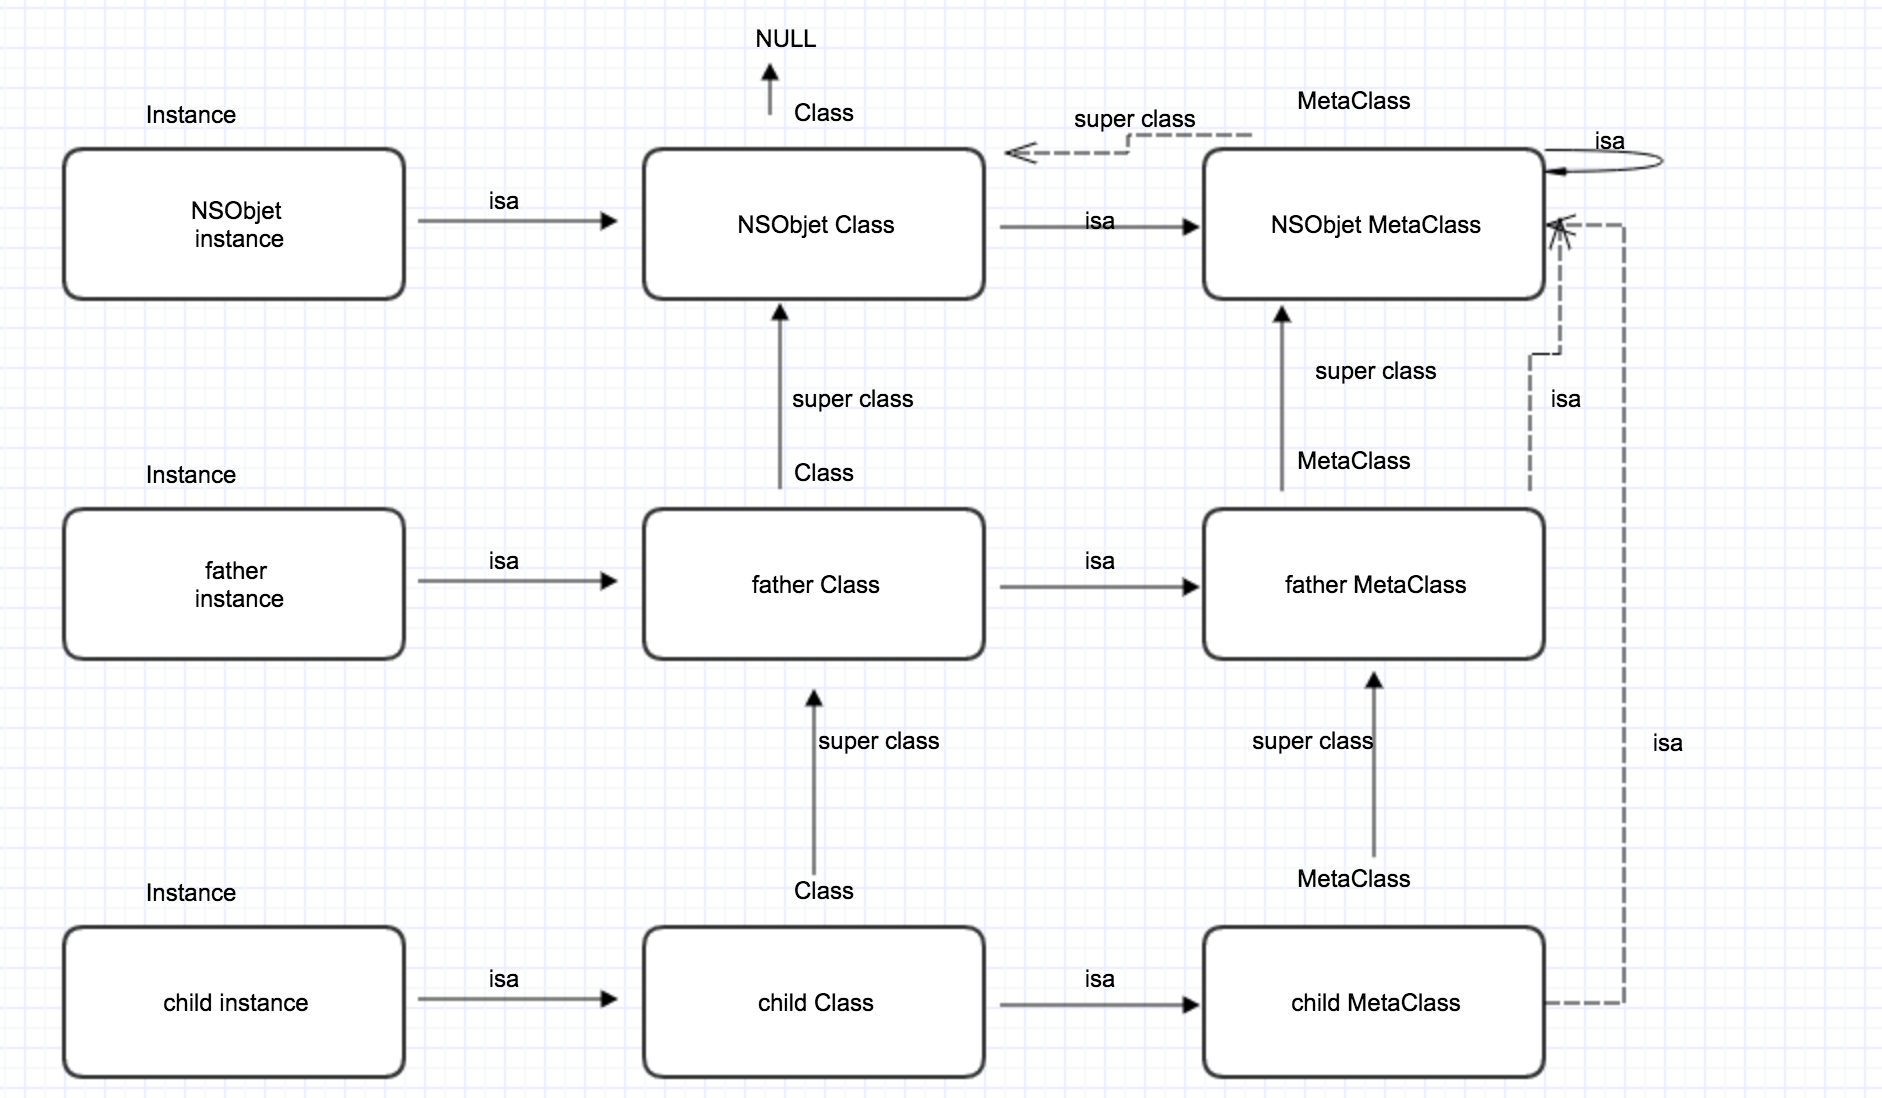 NULL
Instance
Class
super class
MetaClass
isa
NSObjet
instance
isa
NSObjet Class
isa
NSObjet MetaClass
super class
super class
isa
Instance
Class
MetaClass
father
instance
isa
father Class
isa
father MetaClass
super class
super class
isa
Instance
Class
MetaClass
child instance
isa
child Class
isa
child MetaClass